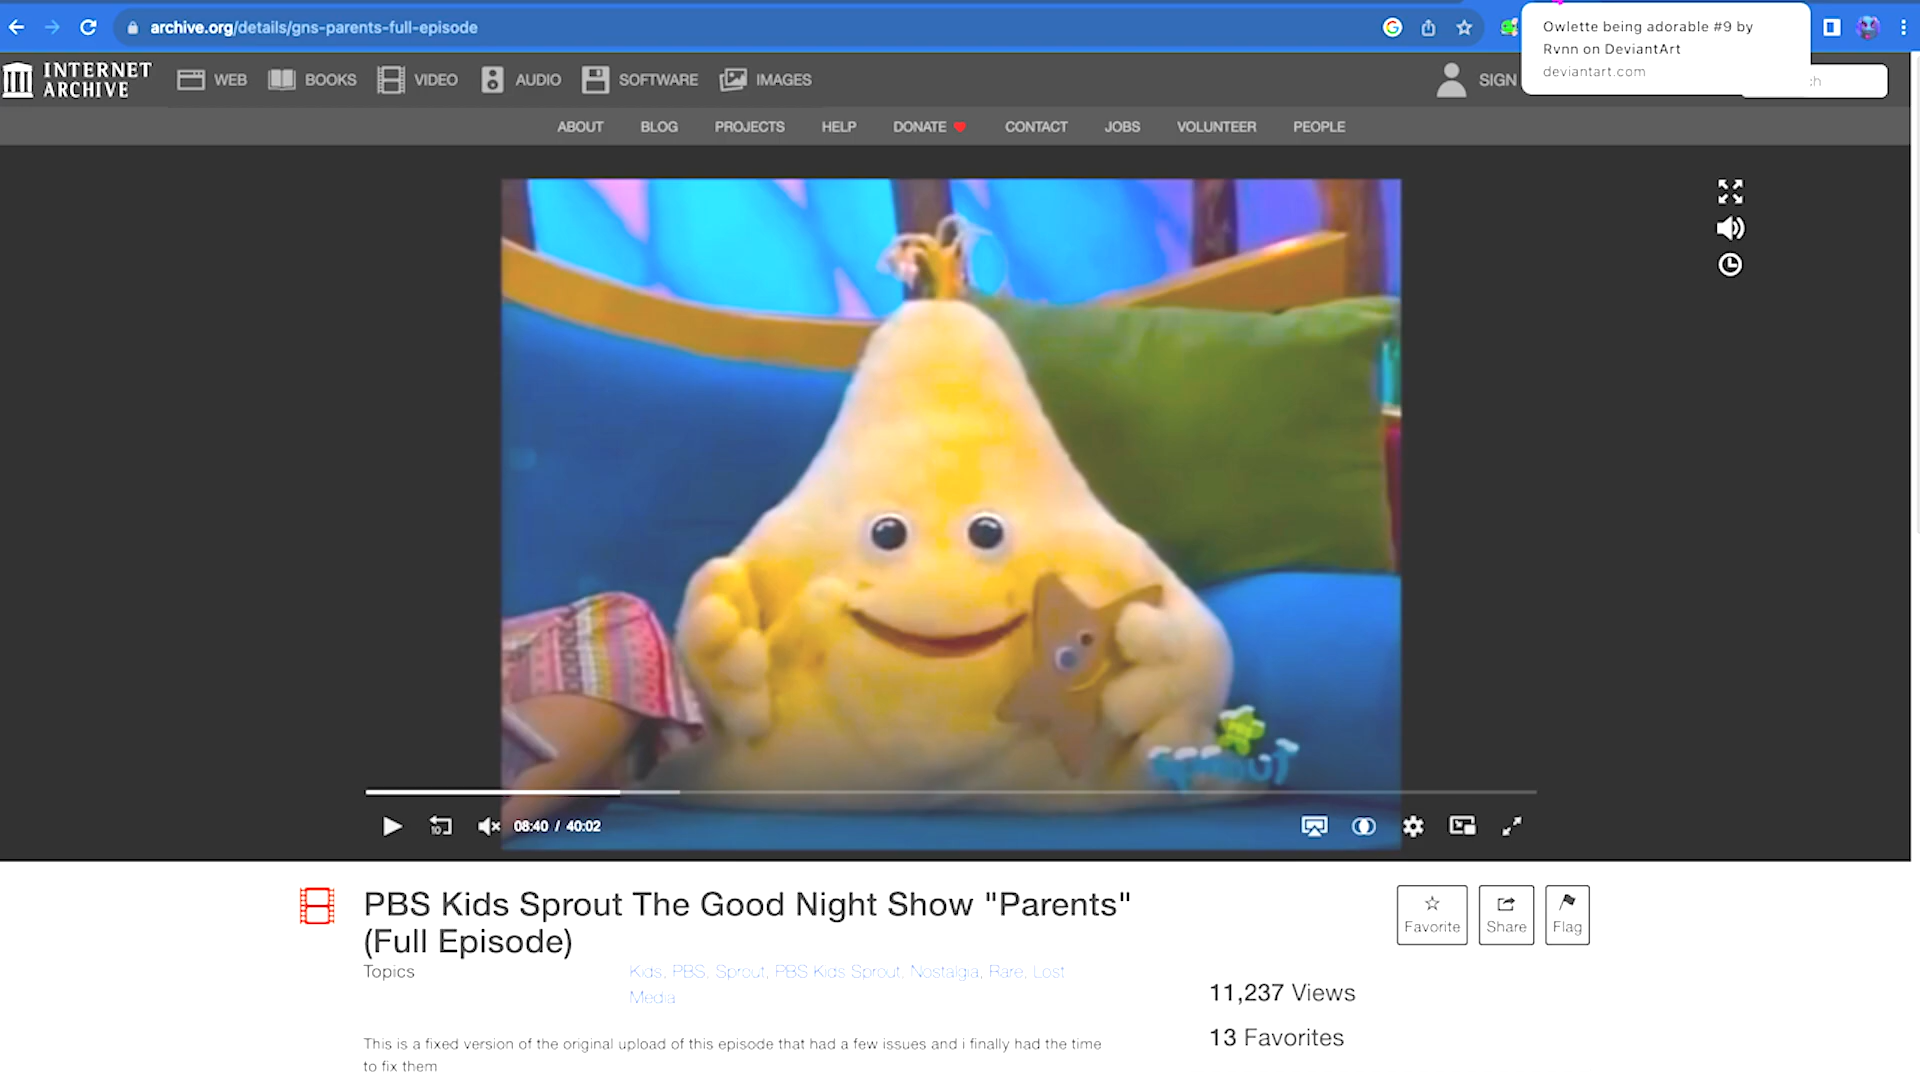 archive.org/details/gns-parents-full-episode
Owlette being adorable #9 by
Rvnn on DeviantArt
deviantart.com
INTERNET
ARCHIVE
WEB
BOOKS
VIDEO
AUDIO
SOFTWARE
IMAGES
SIGN
ch
ABOUT
BLOG
PROJECTS
HELP
DONATE
CONTACT
JOBS
VOLUNTEER
PEOPLE
sprout
10
08:40 / 40:02
PBS Kids Sprout The Good Night Show "Parents"
(Full Episode)
Favorite
Share
Flag
Topics
Kids, PBS, Sprout, PBS Kids Sprout, Nostalgia, Rare, Lost
Media
11,237 Views
13 Favorites
This is a fixed version of the original upload of this episode that had a few issues and i finally had the time
to fix them